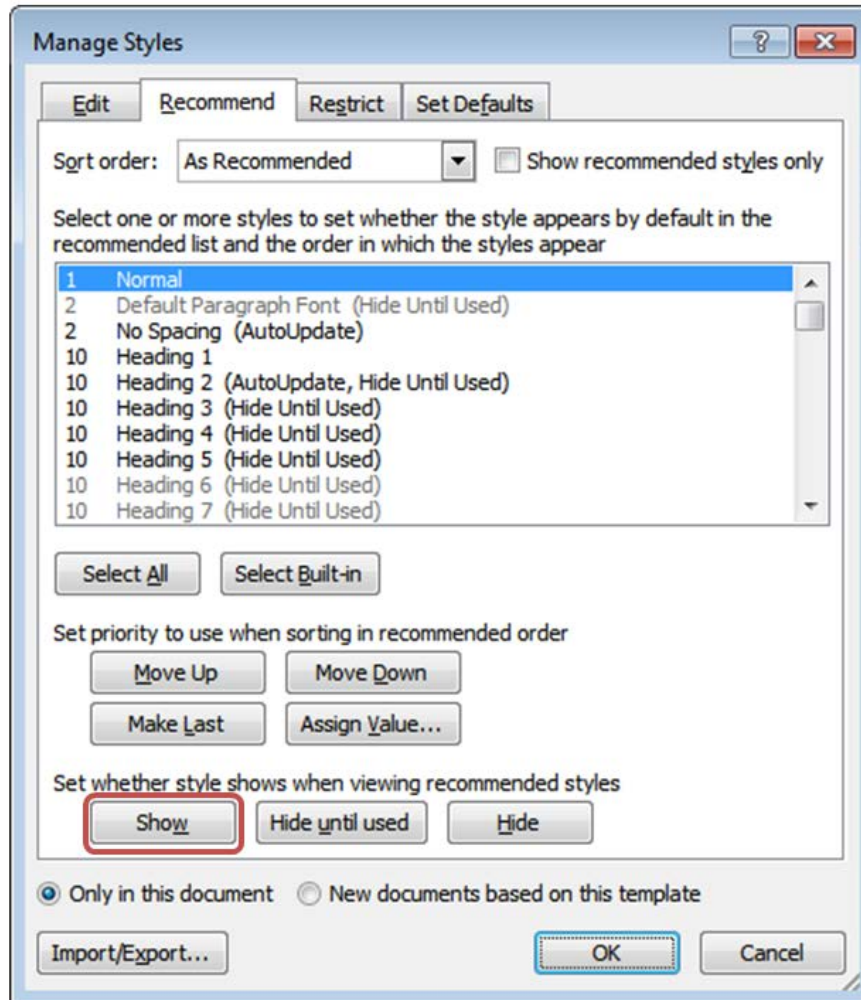 Manage Styles
Edit Recommend Restrict Set Defaults
Sort order: As Recommended Show recommended styles only
Select one or more styles to set whether the style appears by default in the
recommended list and the order in which the styles appear
1 Normal
2 Default Paragraph Font (Hide Until Used)
2 No Spacing (AutoUpdate)
10 Heading 1
10 Heading 2 (AutoUpdate, Hide Until Used)
10 Heading 3 (Hide Until Used)
10 Heading 4 (Hide Until Used)
10 Heading 5 (Hide Until Used)
10 Heading 6 (Hide Until Used)
10 Heading 7 (Hide Until Used)
Select All Select Built-in
Set priority to use when sorting in recommended order
Move Up Move Down
Make Last Assign Value...
Set whether style shows when viewing recommended styles
Show Hide until used Hide
Only in this document New documents based on this template
Import/Export... OK Cancel